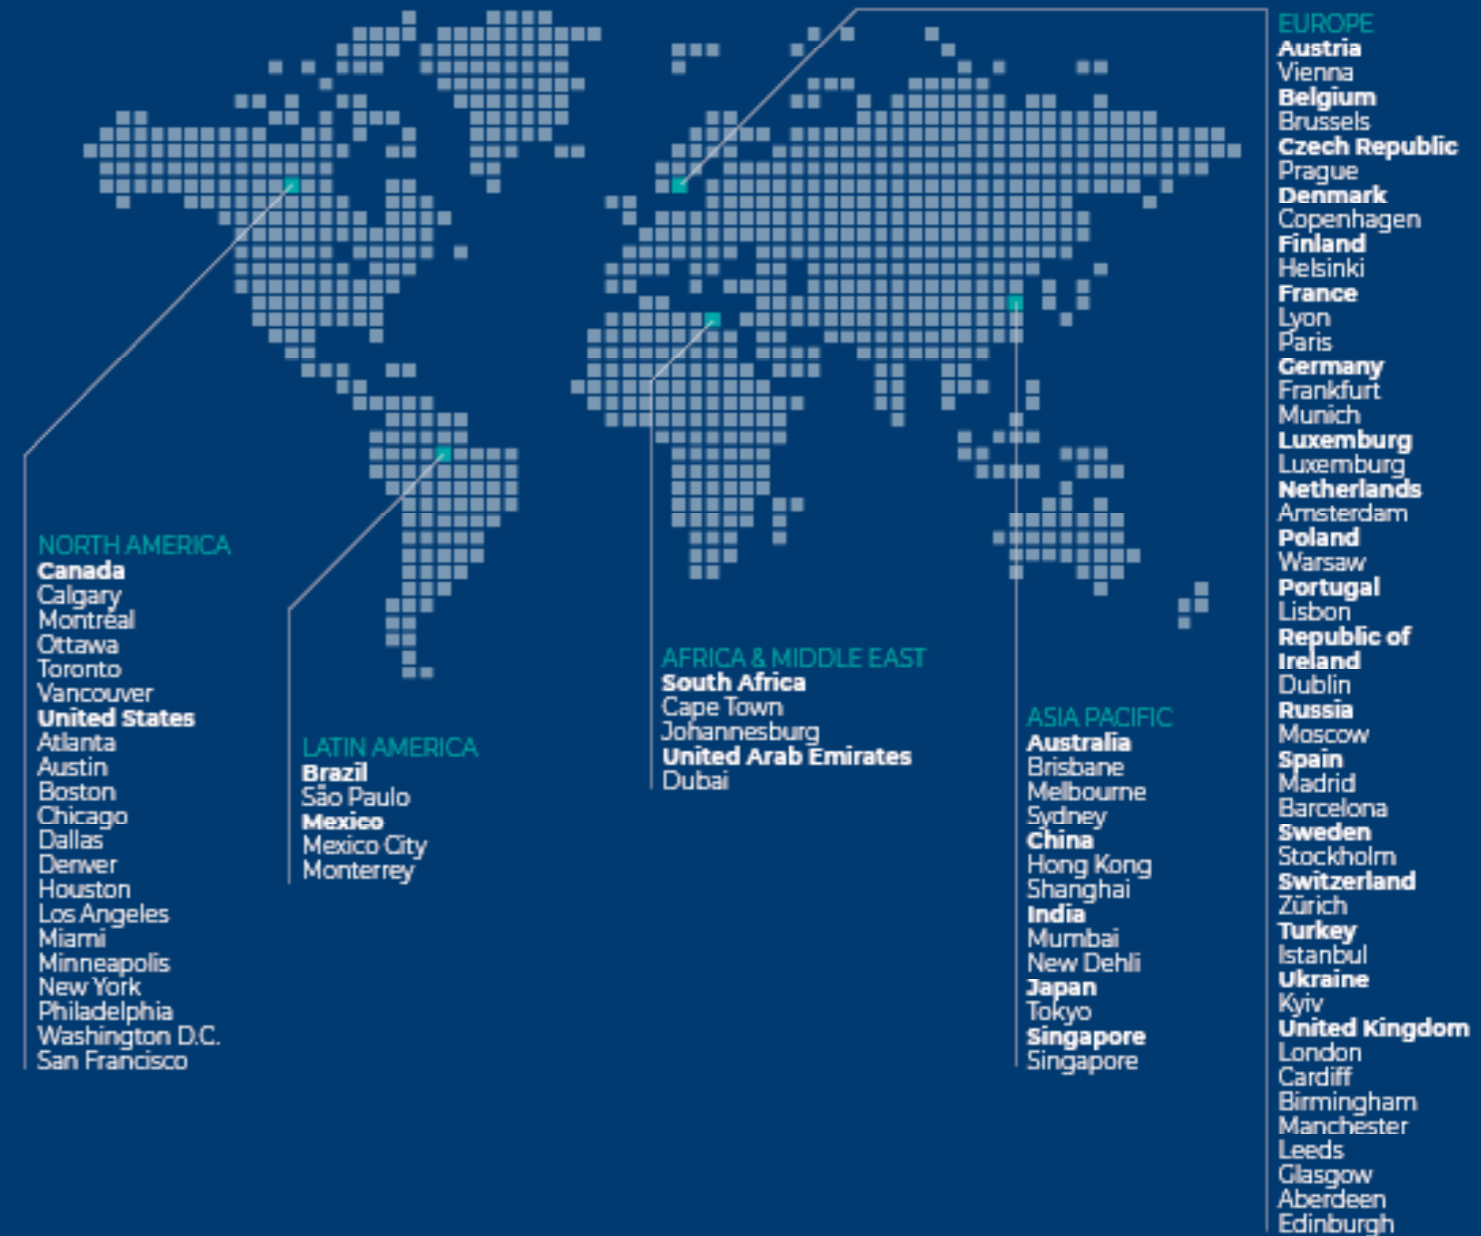 NORTH AMERICA
Canada
Calgary
Montréal
Ottawa
Toronto
Vancouver
United States
Atlanta
Austin
Boston
Chicago
Dallas
Denver
Houston
Los Angeles
Miami
Minneapolis
New York
Philadelphia
Washington D.C.
San Francisco
LATIN AMERICA
Brazil
São Paulo
Mexico
Mexico City
Monterrey
AFRICA & MIDDLE EAST
South Africa
Cape Town
Johannesburg
United Arab Emirates
Dubai
ASIA PACIFIC
Australia
Brisbane
Melbourne
Sydney
China
Hong Kong
Shanghai
India
Mumbai
New Dehli
Japan
Tokyo
Singapore
Singapore
EUROPE
Austria
Vienna
Belgium
Brussels
Czech Republic
Prague
Denmark
Copenhagen
Finland
Helsinki
France
Lyon
Paris
Germany
Frankfurt
Munich
Luxemburg
Luxemburg
Netherlands
Amsterdam
Poland
Warsaw
Portugal
Lisbon
Republic of
Ireland
Dublin
Russia
Moscow
Spain
Madrid
Barcelona
Sweden
Stockholm
Switzerland
Zürich
Turkey
Istanbul
Ukraine
Kyiv
United Kingdom
London
Cardiff
Birmingham
Manchester
Leeds
Glasgow
Aberdeen
Edinburgh